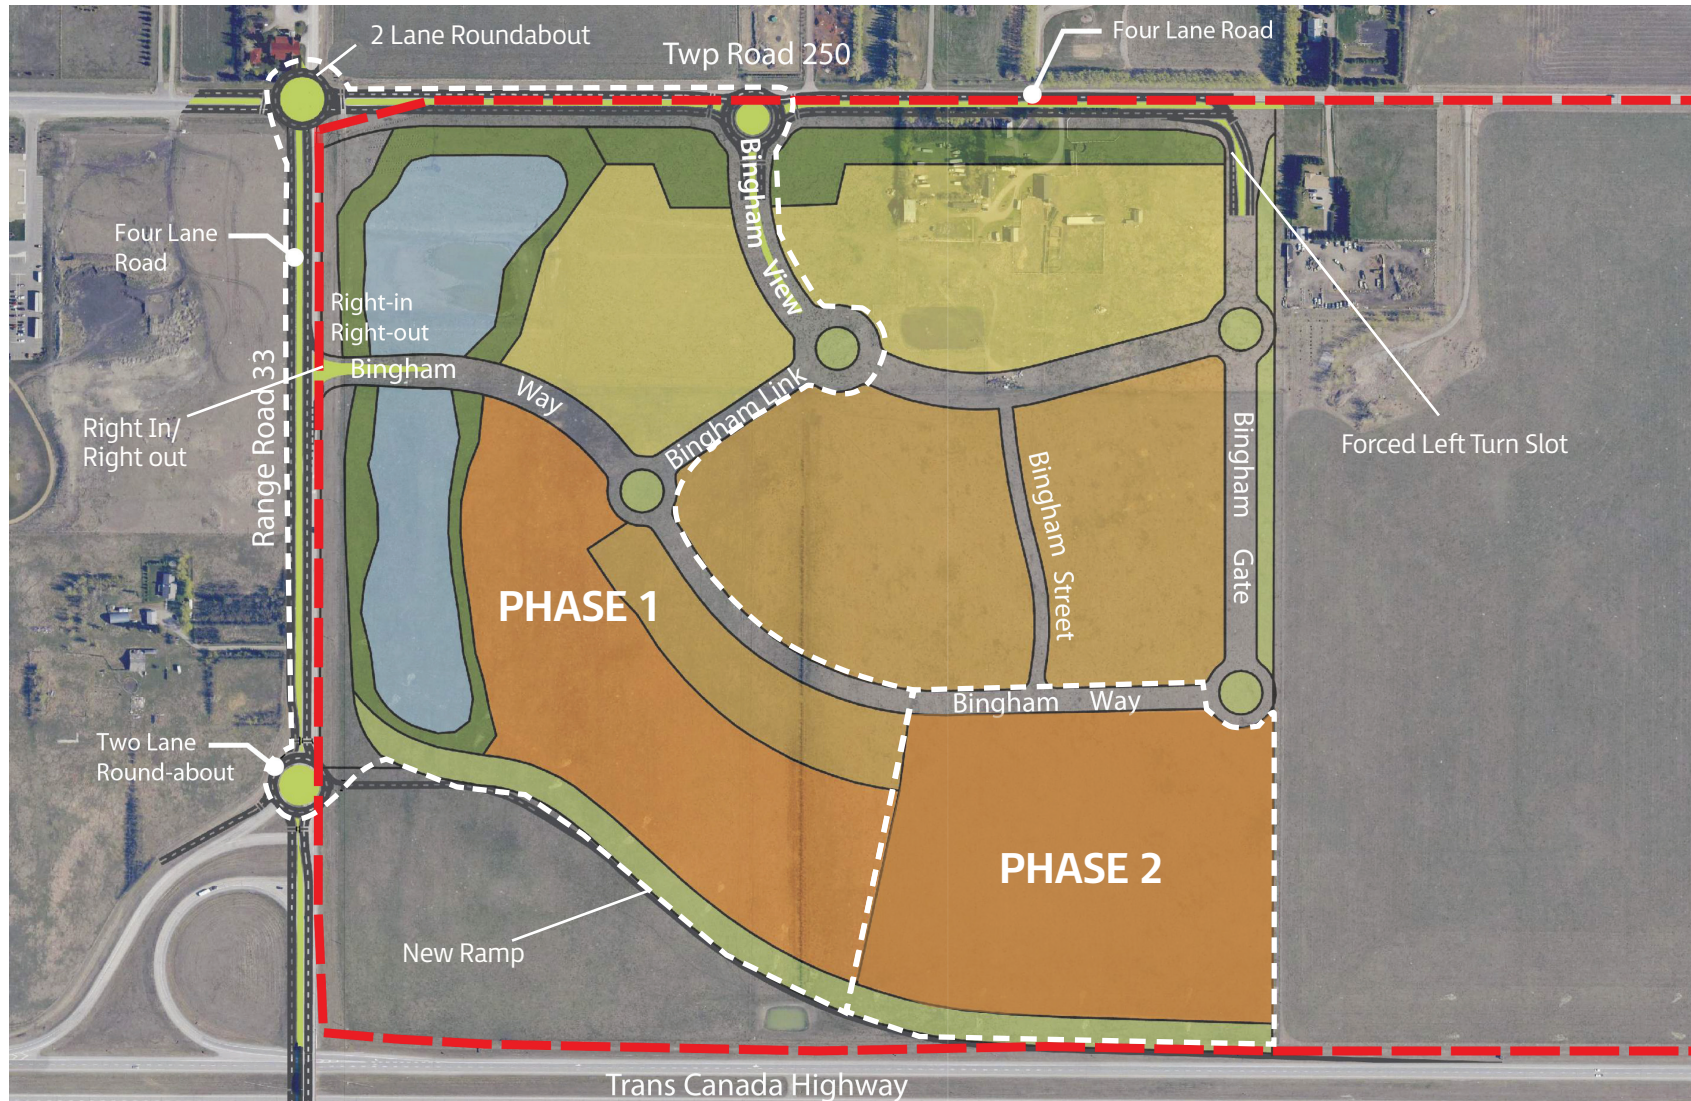 2 Lane Roundabout
Twp Road 250
Four Lane Road
Bingham View
Four Lane
Road
Right-in
Right-out
Bingham Way
Bingham Link
Range Road 33
Right In/
Right out
Forced Left Turn Slot
Bingham Street
Bingham Gate
PHASE 1
Bingham Way
Two Lane
Round-about
PHASE 2
New Ramp
Trans Canada Highway